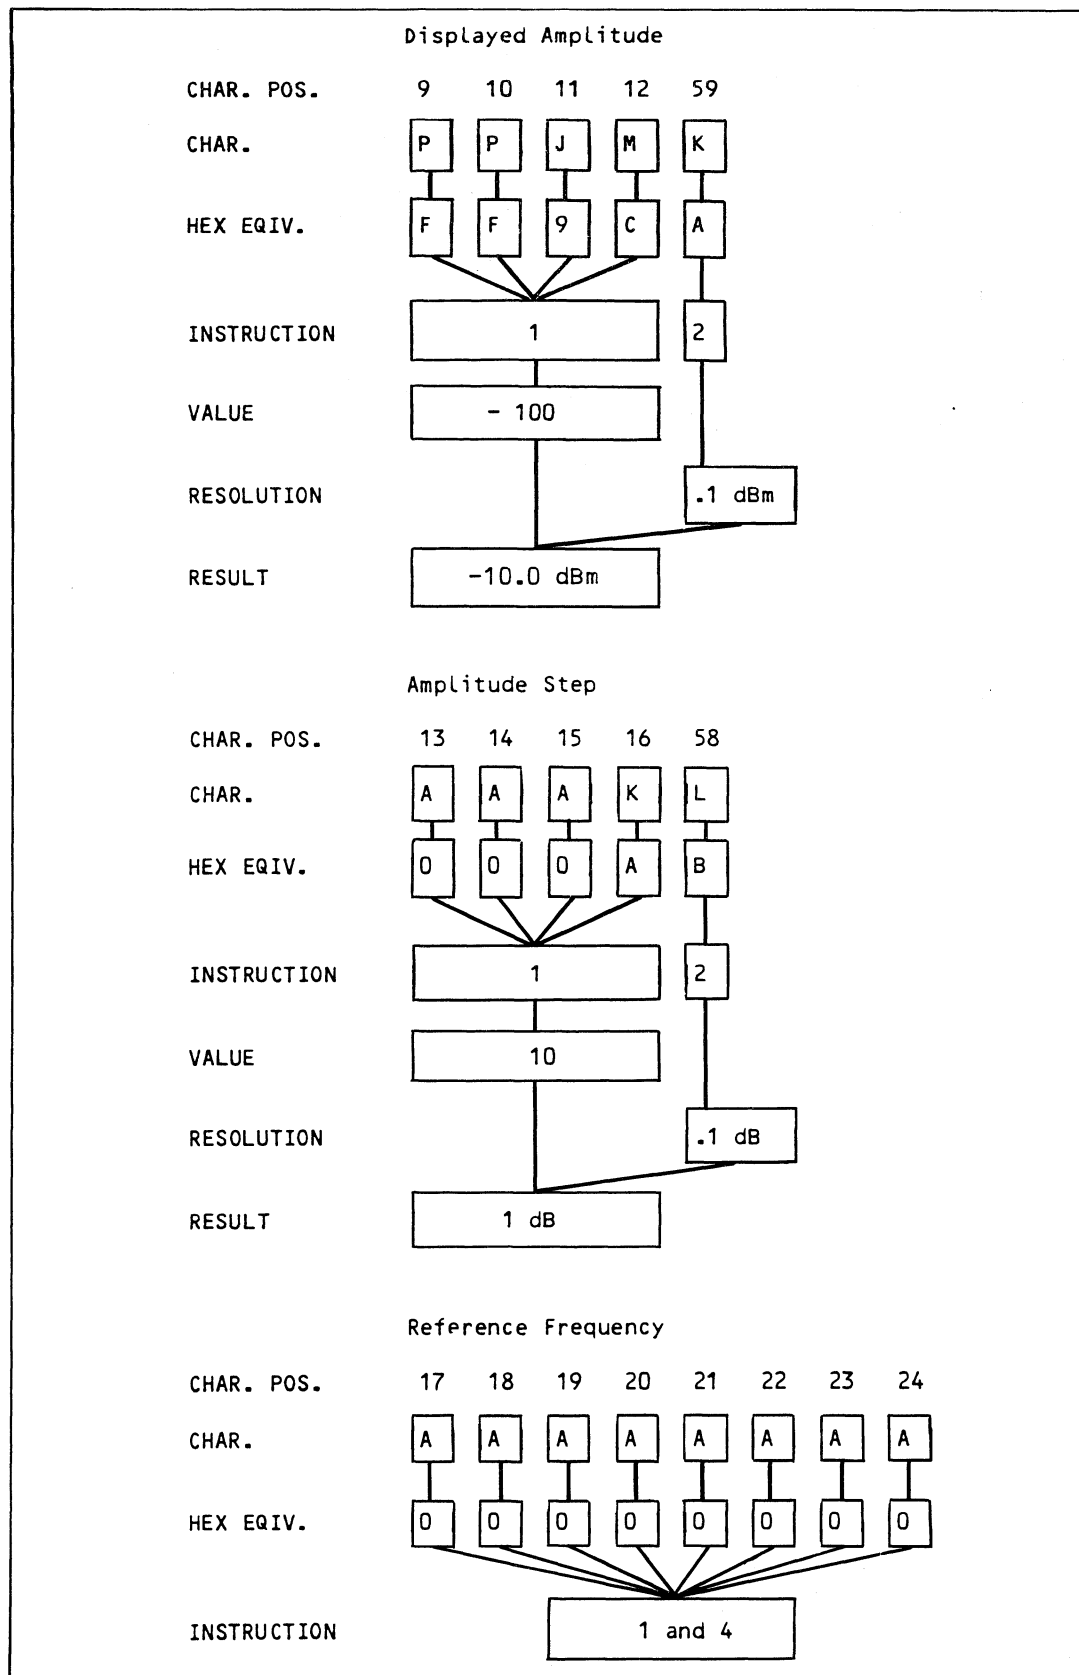 Displayed Amplitude
CHAR. POS. 9 10 11 12 59
CHAR. P P J M K
HEX EQIV. F F 9 C A
INSTRUCTION 1 2
VALUE - 100
RESOLUTION .1 dBm
RESULT -10.0 dBm
Amplitude Step
CHAR. POS. 13 14 15 16 58
CHAR. A A A K L
HEX EQIV. 0 0 0 A B
INSTRUCTION 1 2
VALUE 10
RESOLUTION .1 dB
RESULT 1 dB
Reference Frequency
CHAR. POS. 17 18 19 20 21 22 23 24
CHAR. A A A A A A A A
HEX EQIV. 0 0 0 0 0 0 0 0
INSTRUCTION 1 and 4